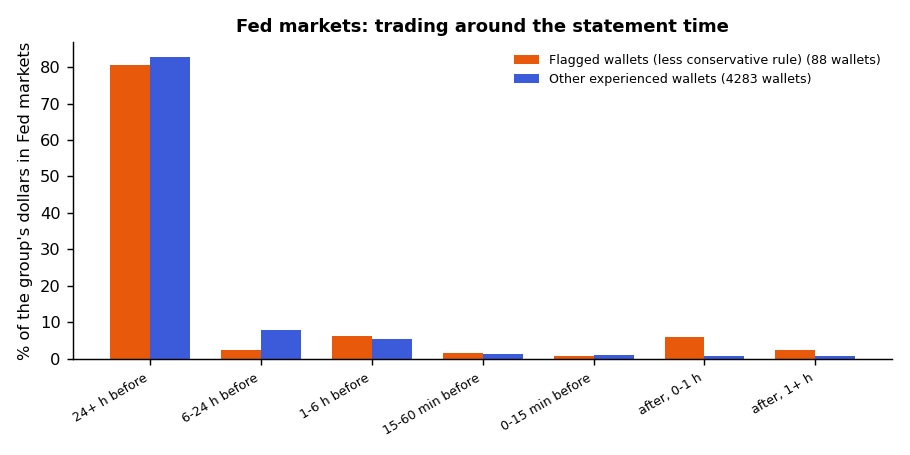 Fed markets: trading around the statement time
Flagged wallets (less conservative rule) (88 wallets)
Other experienced wallets (4283 wallets)
% of the group's dollars in Fed markets
80
70
60
50
40
30
20
10
0
24+ h before
6-24 h before
1-6 h before
15-60 min before
0-15 min before
after, 0-1 h
after, 1+ h